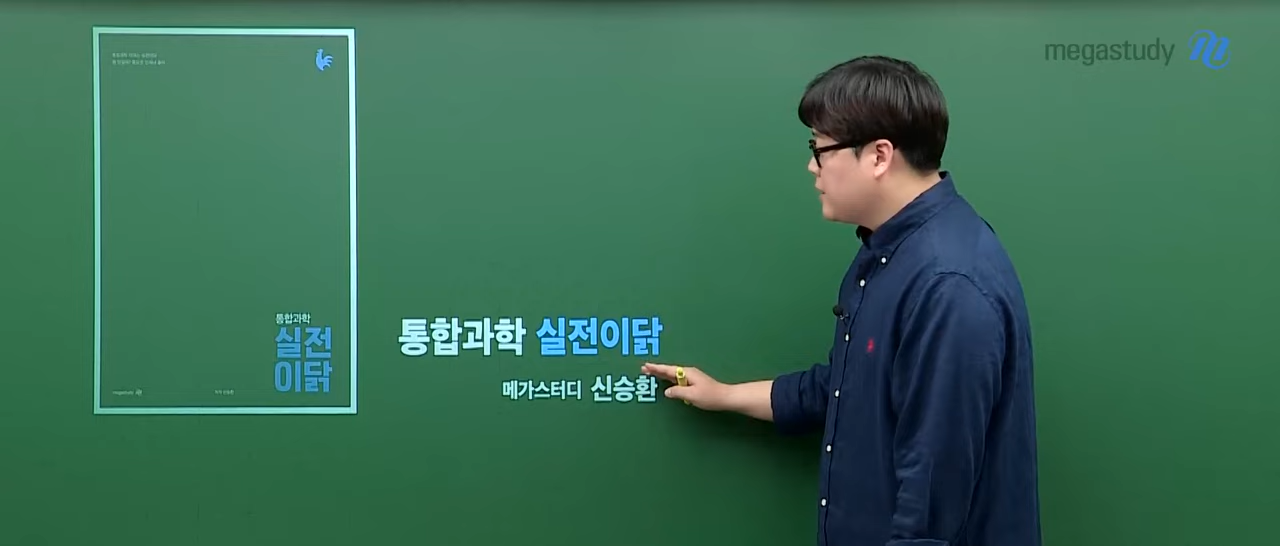 megastudy
통합과학
실전
이닭
megastudy
통합과학 실전이닭
메가스터디 신승환